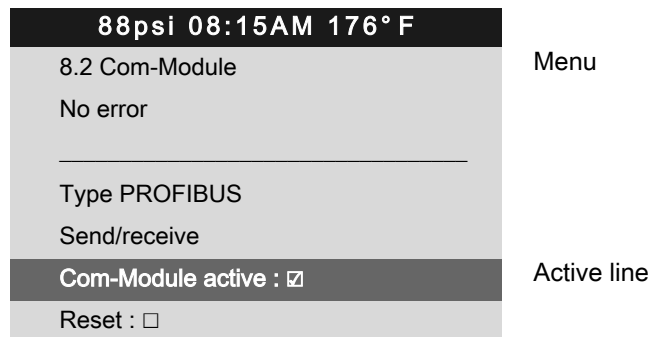 88psi 08:15AM 176°F
8.2 Com-Module
Menu
No error
Type PROFIBUS
Send/receive
Com-Module active : ☑
Active line
Reset : □